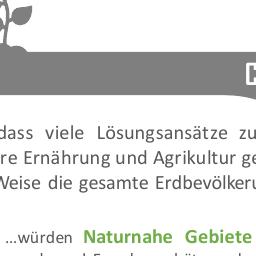 dass viele Lösungsansätze zu
re Ernährung und Agrikultur ge
Weise die gesamte Erdbevölkeru
...würden Naturnahe Gebiete